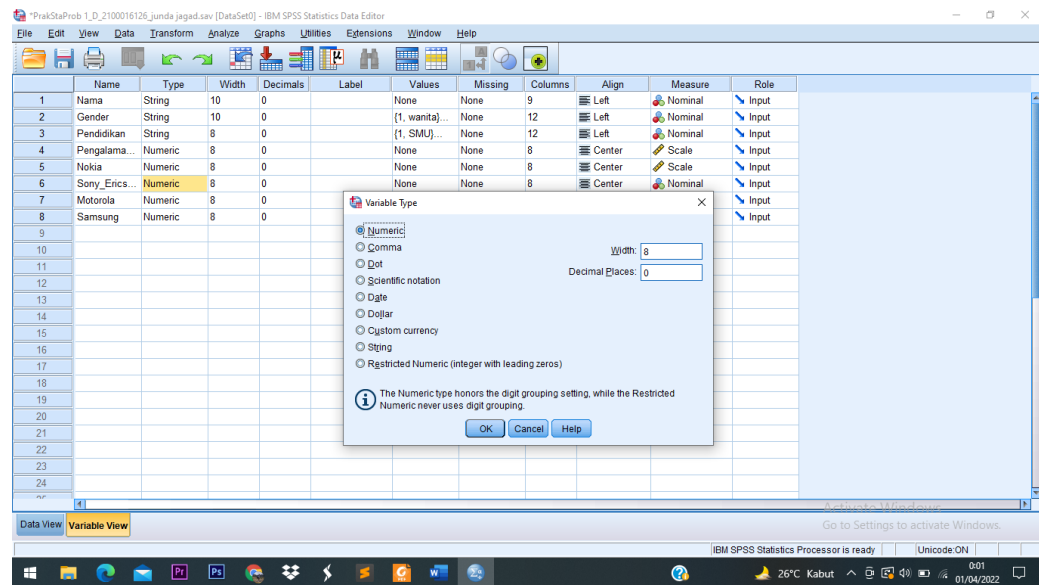 *PrakStaProb 1_D_2100016126_junda jagad.sav [DataSet0] - IBM SPSS Statistics Data Editor
File Edit View Data Transform Analyze Graphs Utilities Extensions Window Help
Name Type Width Decimals Label Values Missing Columns Align Measure Role
1 Nama String 10 0 None None 9 Left Nominal Input
2 Gender String 10 0 {1, wanita}... None 12 Left Nominal Input
3 Pendidikan String 8 0 {1, SMU}... None 12 Left Nominal Input
4 Pengalama... Numeric 8 0 None None 8 Center Scale Input
5 Nokia Numeric 8 0 None None 8 Center Scale Input
6 Sony_Erics... Numeric 8 0 None None 8 Center Nominal Input
7 Motorola Numeric 8 0 Input
8 Samsung Numeric 8 0 Input
9
10
11
12
13
14
15
16
17
18
19
20
21
22
23
24
Variable Type
Numeric
Comma
Dot
Scientific notation
Date
Dollar
Custom currency
String
Restricted Numeric (integer with leading zeros)
Width: 8
Decimal Places: 0
The Numeric type honors the digit grouping setting, while the Restricted
Numeric never uses digit grouping.
OK Cancel Help
Activate Windows
Data View Variable View
Go to Settings to activate Windows.
IBM SPSS Statistics Processor is ready Unicode:ON
Pr Ps 26°C Kabut 0:01
01/04/2022